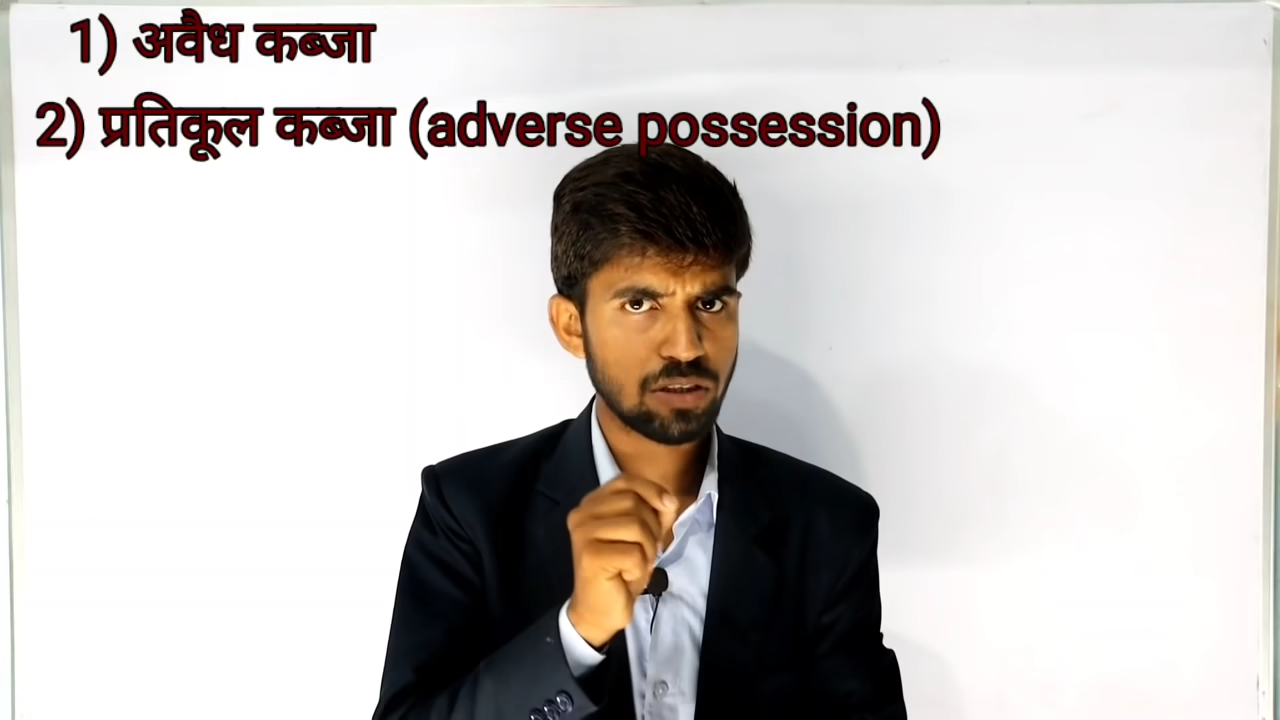 1) अवैध कब्जा
2) प्रतिकूल कब्जा (adverse possession)